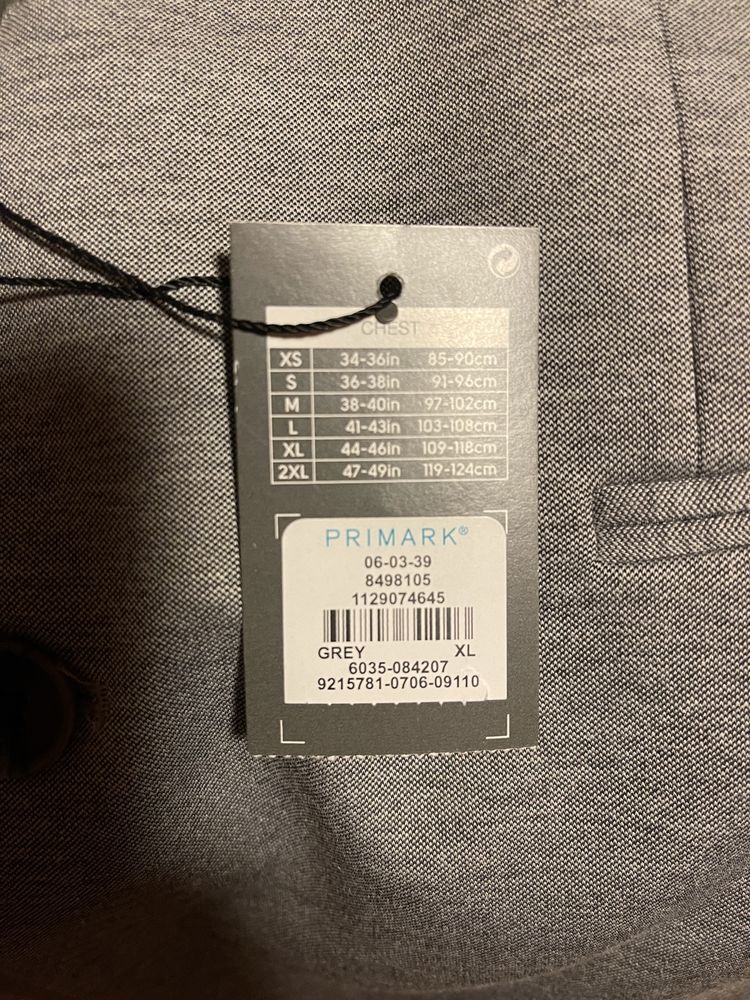 CHEST
XS 34-36in 85-90cm
S 36-38in 91-96cm
M 38-40in 97-102cm
L 41-43in 103-108cm
XL 44-46in 109-118cm
2XL 47-49in 119-124cm
PRIMARK®
06-03-39
8498105
1129074645
GREY XL
6035-084207
9215781-0706-09110